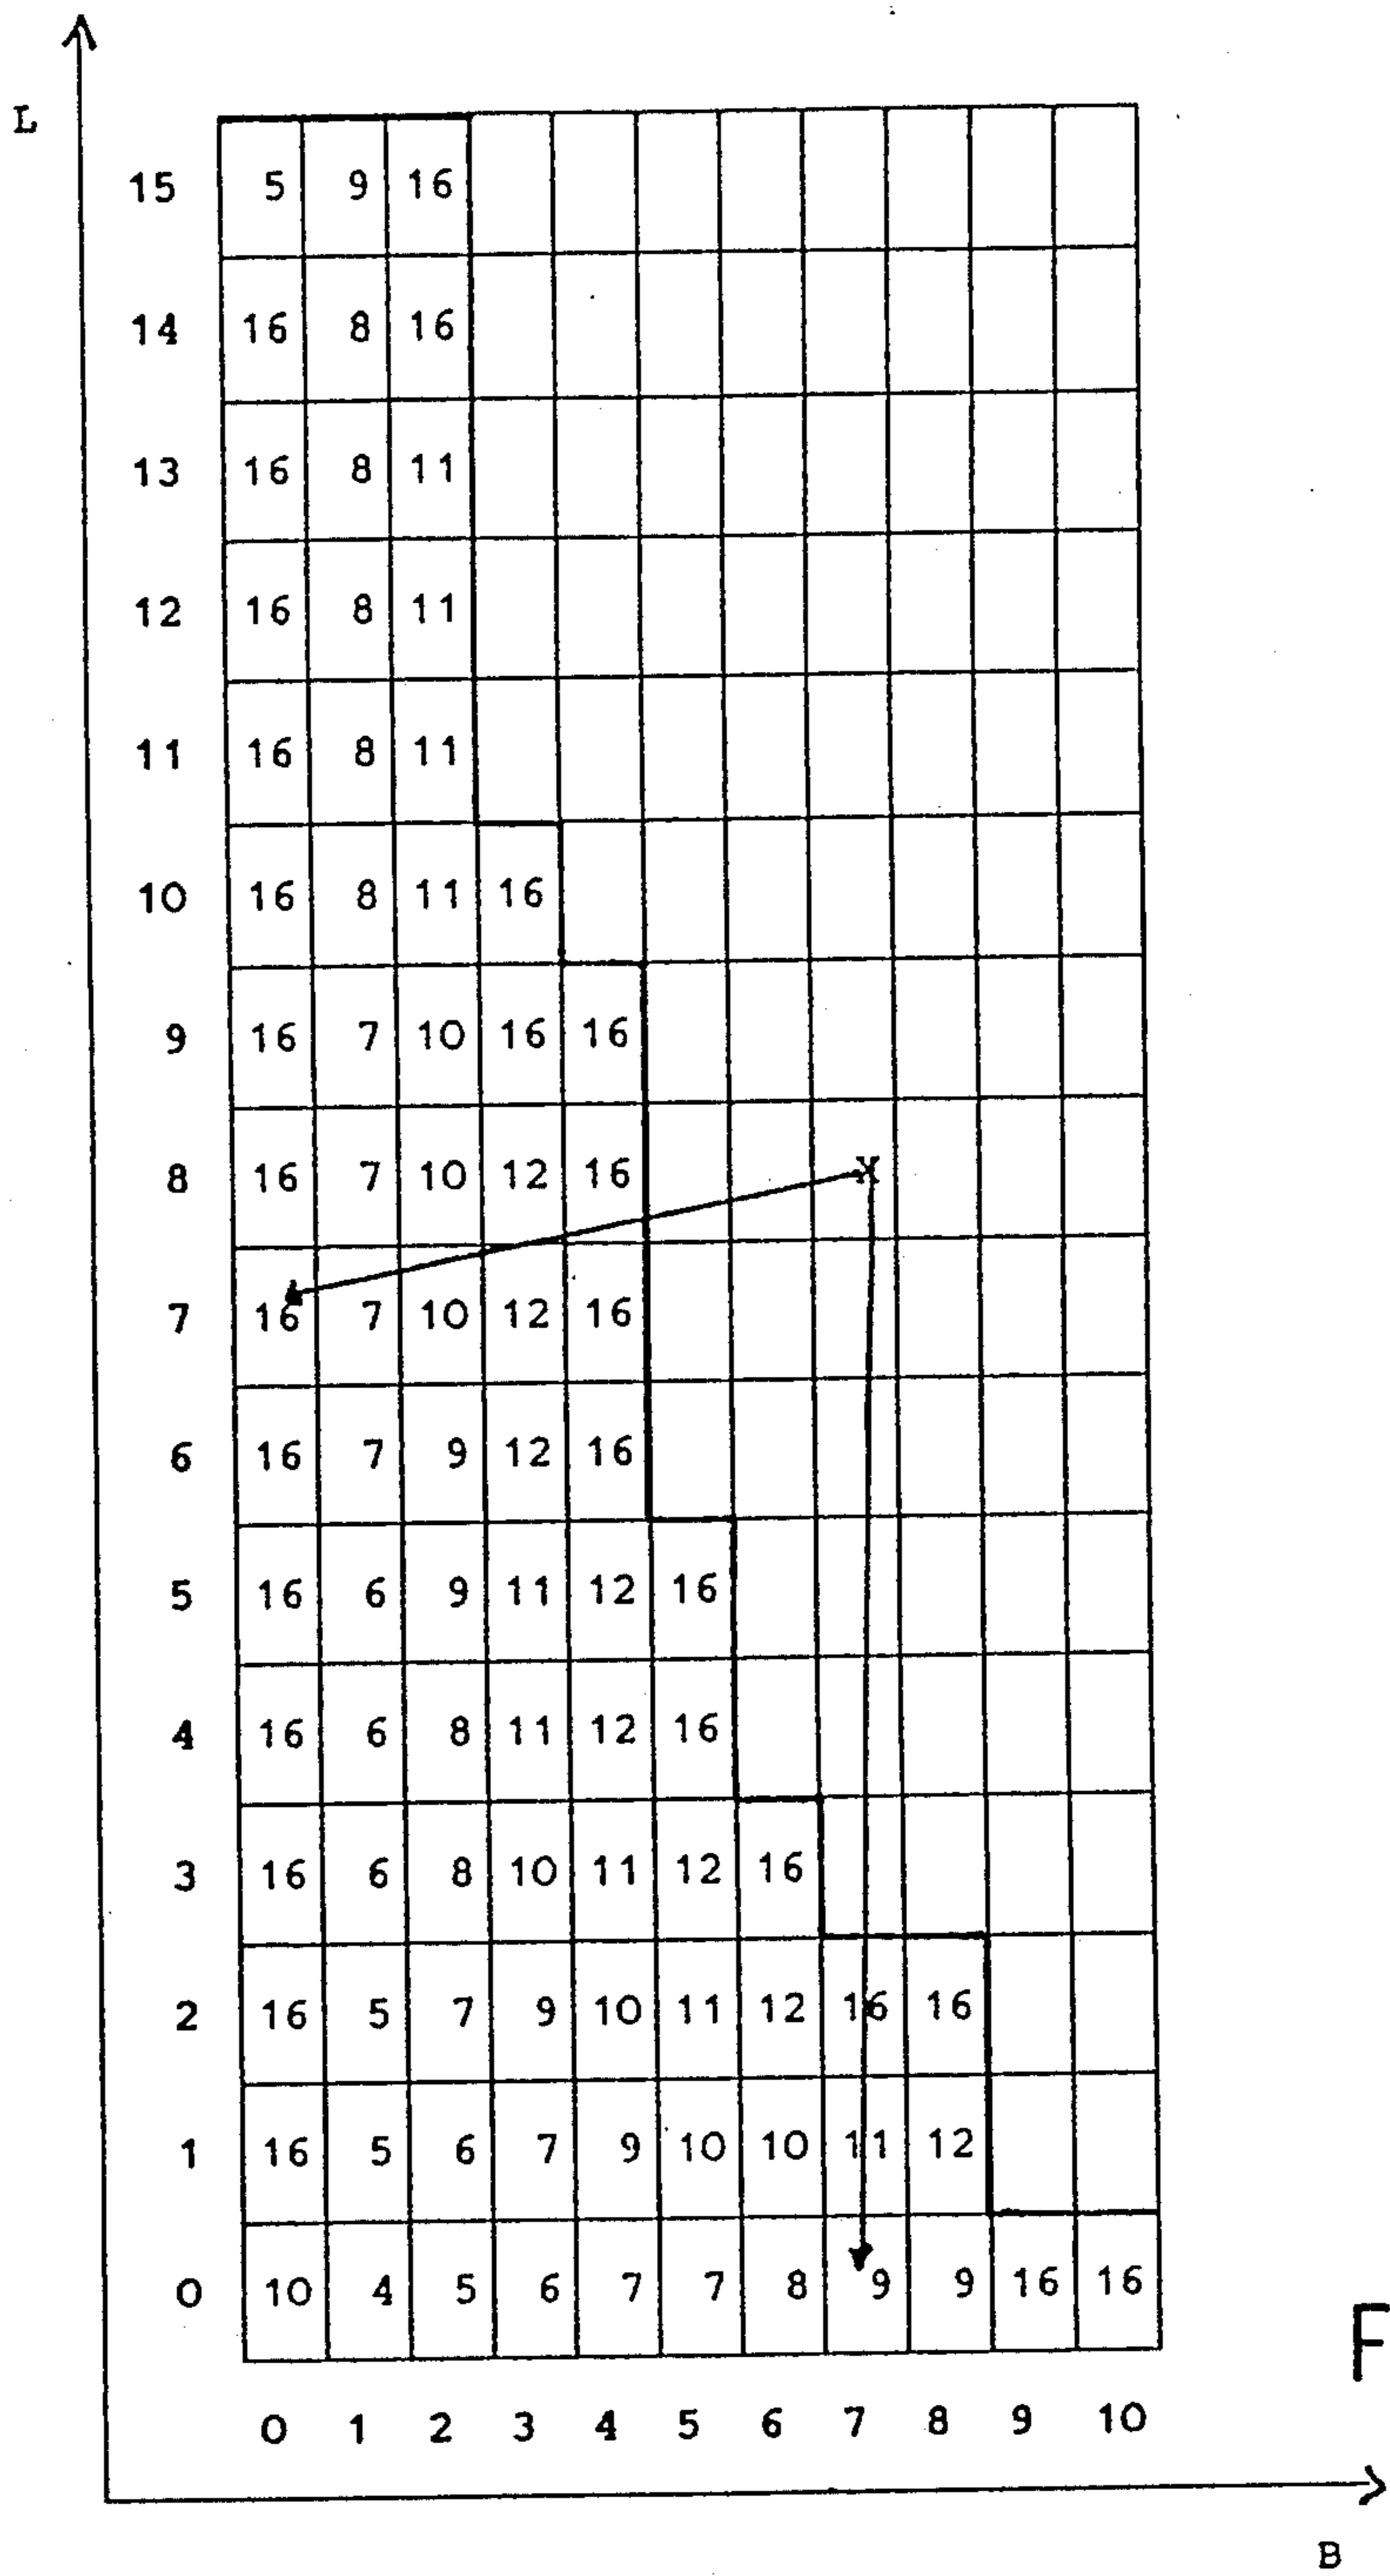 L
15 5 9 16
14 16 8 16
13 16 8 11
12 16 8 11
11 16 8 11
10 16 8 11 16
9 16 7 10 16 16
8 16 7 10 12 16 X
7 16 7 10 12 16
6 16 7 9 12 16
5 16 6 9 11 12 16
4 16 6 8 11 12 16
3 16 6 8 10 11 12 16
2 16 5 7 9 10 11 12 16 16
1 16 5 6 7 9 10 10 11 12
0 10 4 5 6 7 7 8 9 9 16 16
F
0 1 2 3 4 5 6 7 8 9 10
B